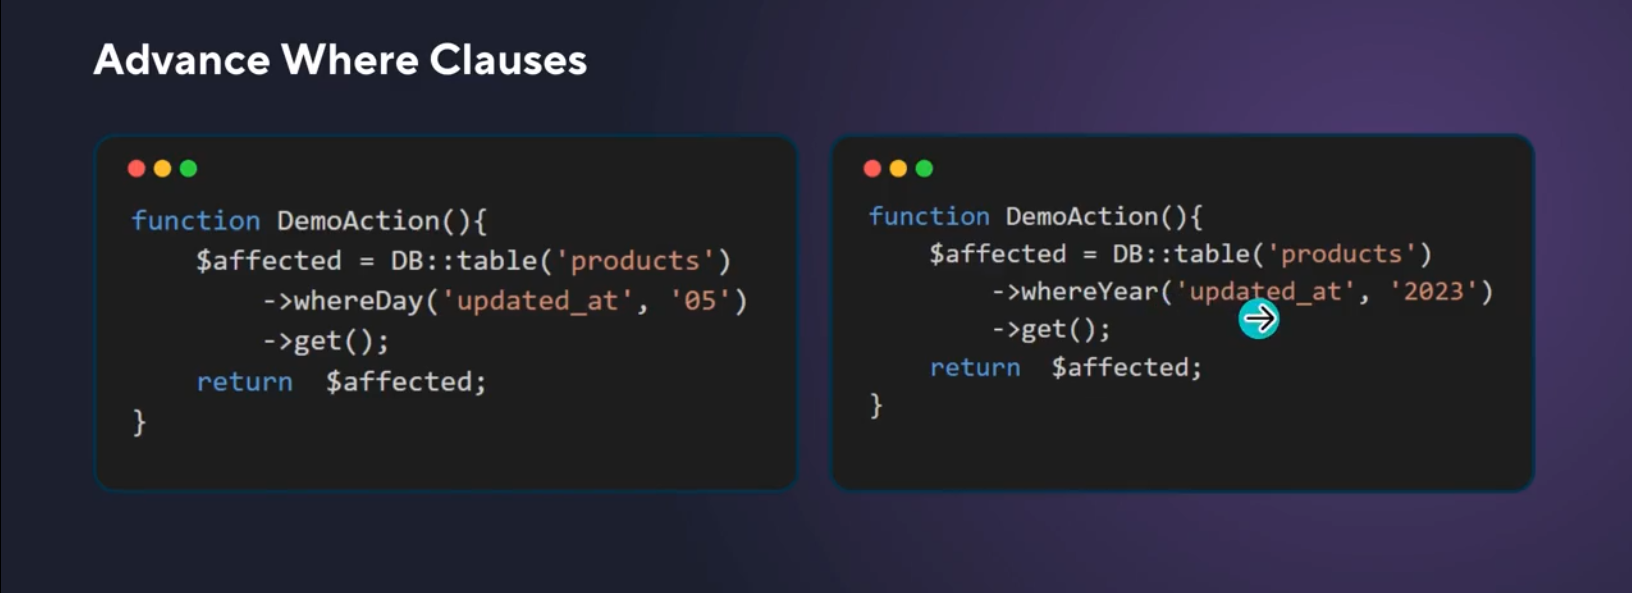 Advance Where Clauses
function DemoAction(){
    $affected = DB::table('products')
        ->whereDay('updated_at', '05')
        ->get();
    return  $affected;
}
function DemoAction(){
    $affected = DB::table('products')
        ->whereYear('updated_at', '2023')
        ->get();
    return  $affected;
}